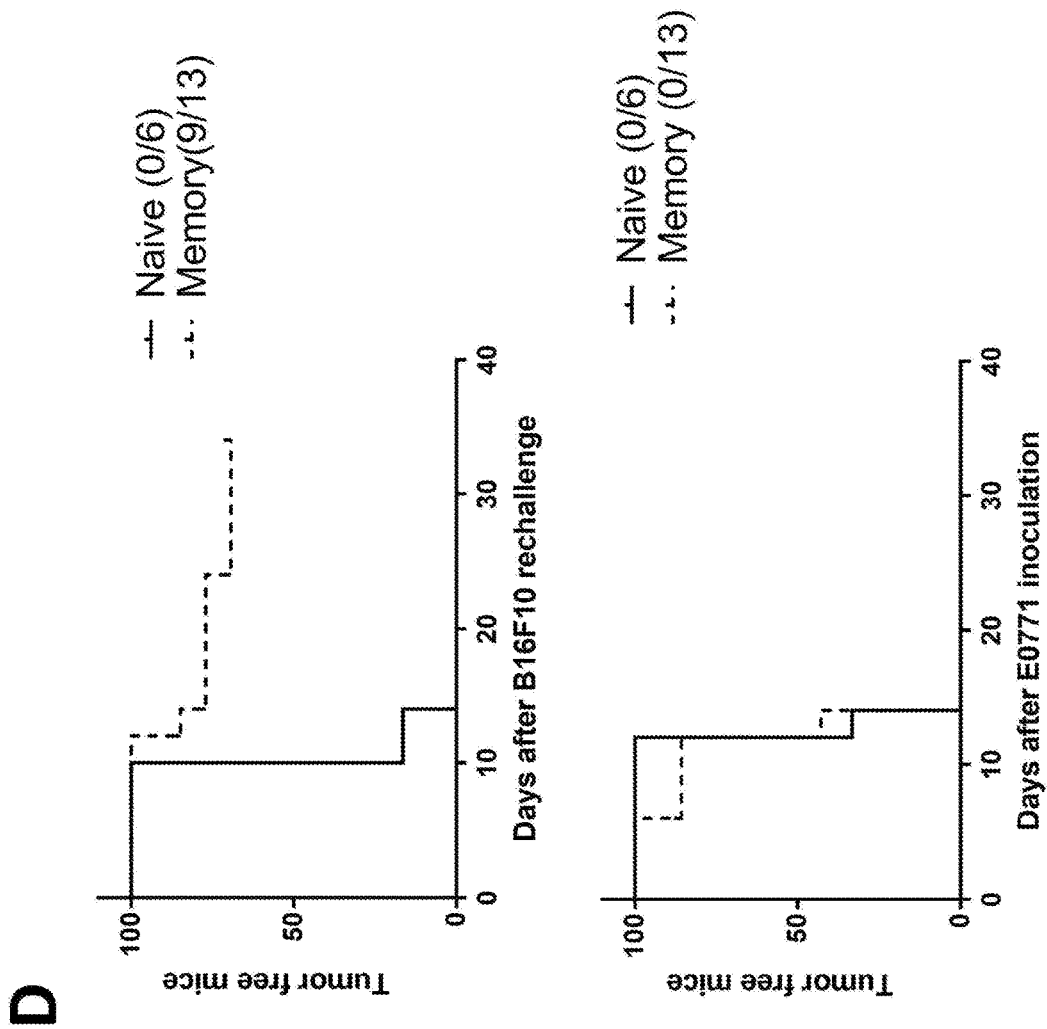 D
Tumor free mice
100
50
0
0
10
20
30
40
Days after B16F10 rechallenge
Naive (0/6)
Memory(9/13)
Tumor free mice
100
50
0
0
10
20
30
40
Days after E0771 inoculation
Naive (0/6)
Memory (0/13)